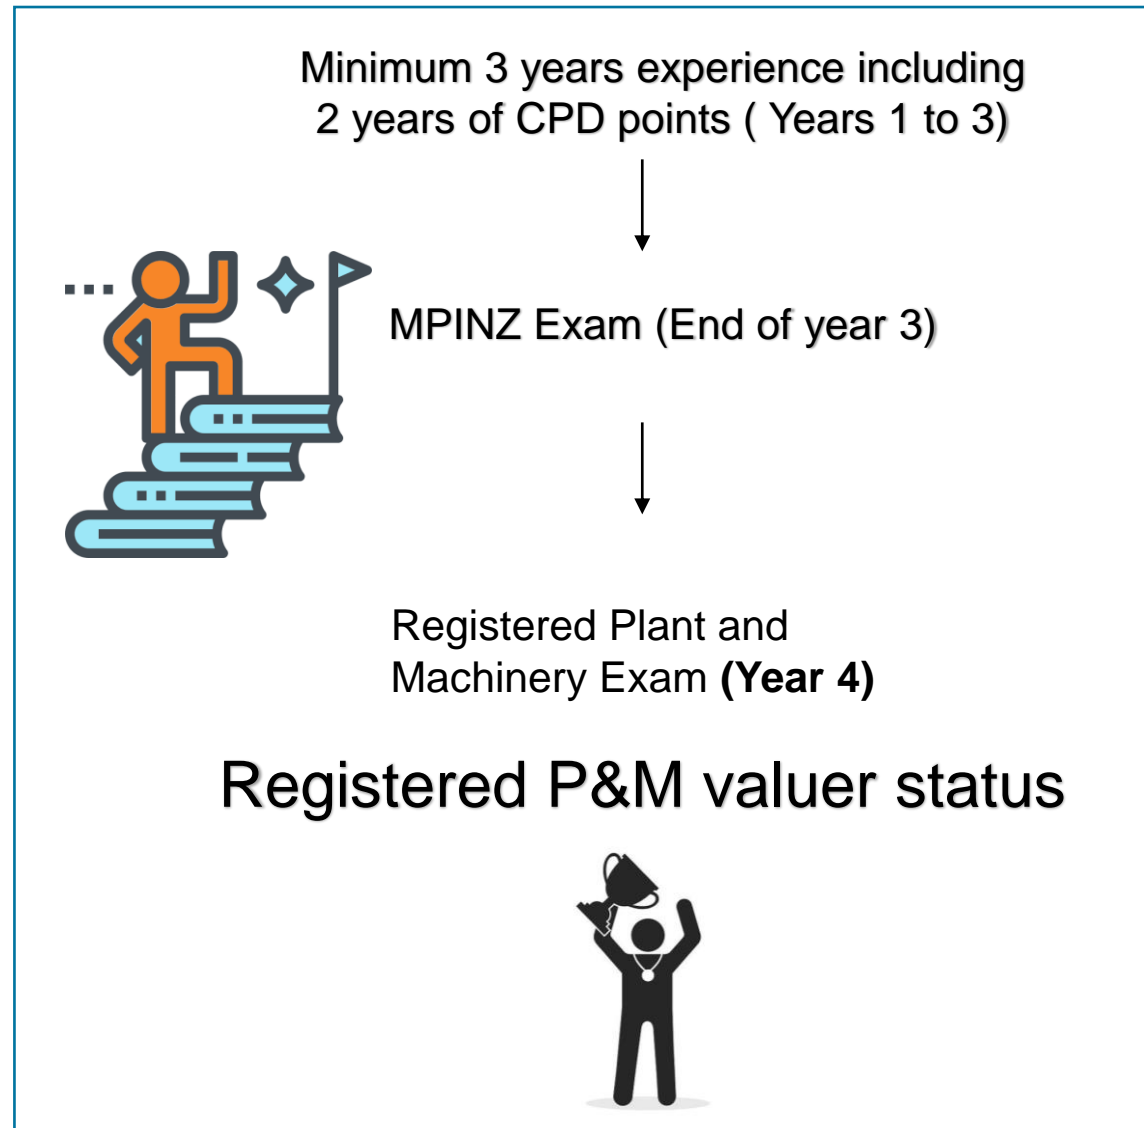 Minimum 3 years experience including
2 years of CPD points ( Years 1 to 3)
MPINZ Exam (End of year 3)
Registered Plant and
Machinery Exam (Year 4)
Registered P&M valuer status